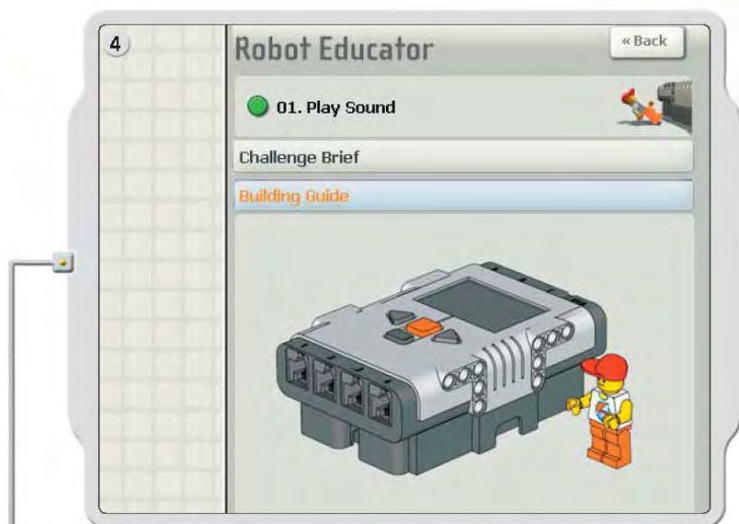 4
Robot Educator
« Back
01. Play Sound
Challenge Brief
Building Guide